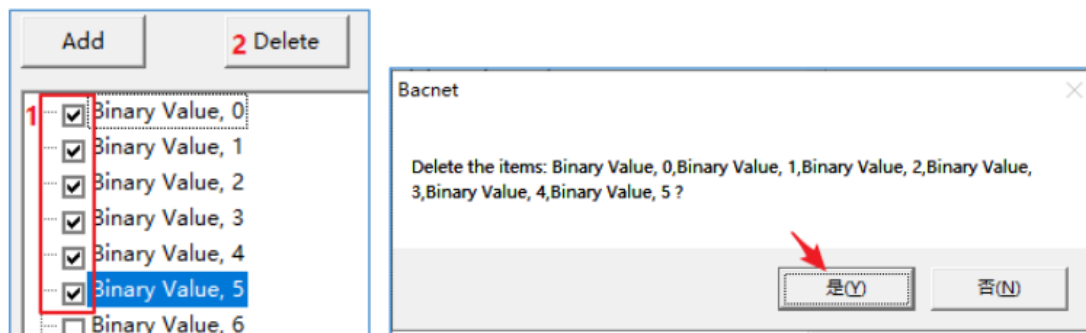 Add
2 Delete
1
Binary Value, 0
Binary Value, 1
Binary Value, 2
Binary Value, 3
Binary Value, 4
Binary Value, 5
Binary Value, 6
Bacnet
Delete the items: Binary Value, 0,Binary Value, 1,Binary Value, 2,Binary Value,
3,Binary Value, 4,Binary Value, 5 ?
是(Y)
否(N)